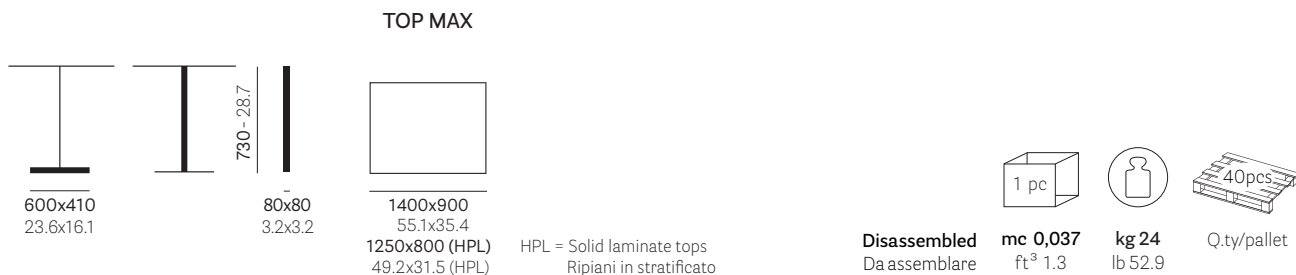 TOP MAX
730 - 28.7
600x410
23.6x16.1
80x80
3.2x3.2
1400x900
55.1x35.4
1250x800 (HPL)
49.2x31.5 (HPL)
HPL = Solid laminate tops
Ripiani in stratificato
Disassembled
Da assemblare
1 pc
mc 0,037
ft³ 1.3
kg 24
lb 52.9
40pcs
Q.ty/pallet